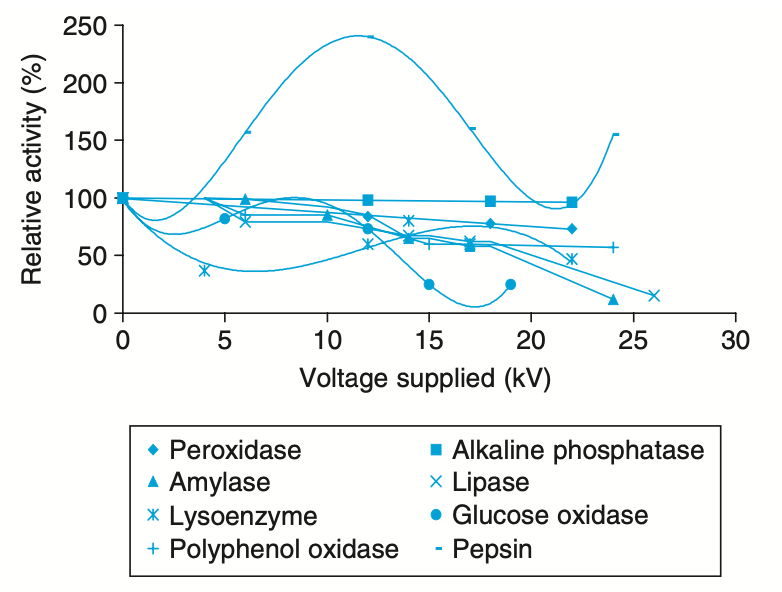 250
200
150
100
50
0
Relative activity (%)
0 5 10 15 20 25 30
Voltage supplied (kV)
Peroxidase Alkaline phosphatase
Amylase Lipase
Lysoenzyme Glucose oxidase
Polyphenol oxidase Pepsin